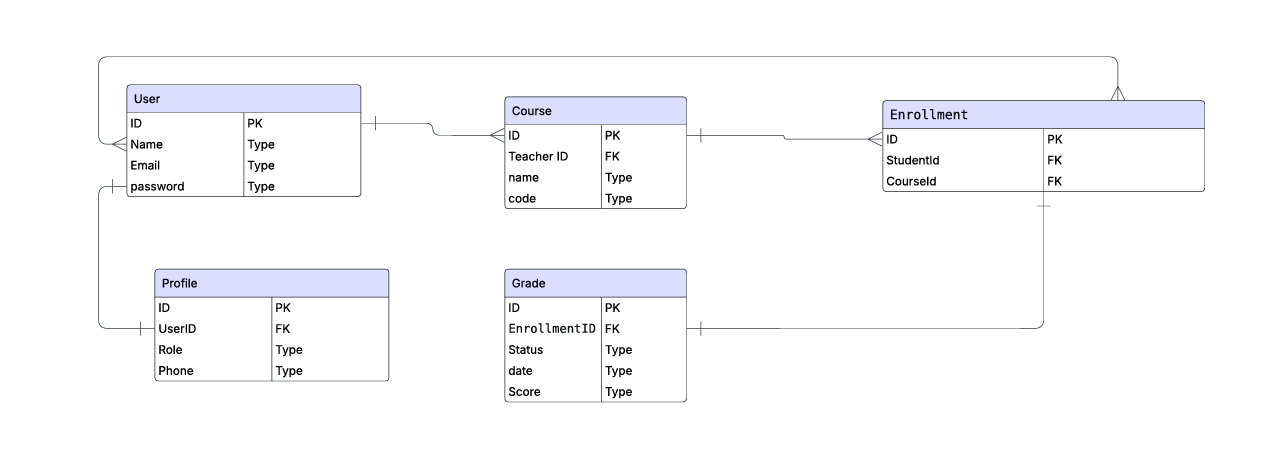 User
ID PK
Name Type
Email Type
password Type
Course
ID PK
Teacher ID FK
name Type
code Type
Enrollment
ID PK
StudentId FK
CourseId FK
Profile
ID PK
UserID FK
Role Type
Phone Type
Grade
ID PK
EnrollmentID FK
Status Type
date Type
Score Type